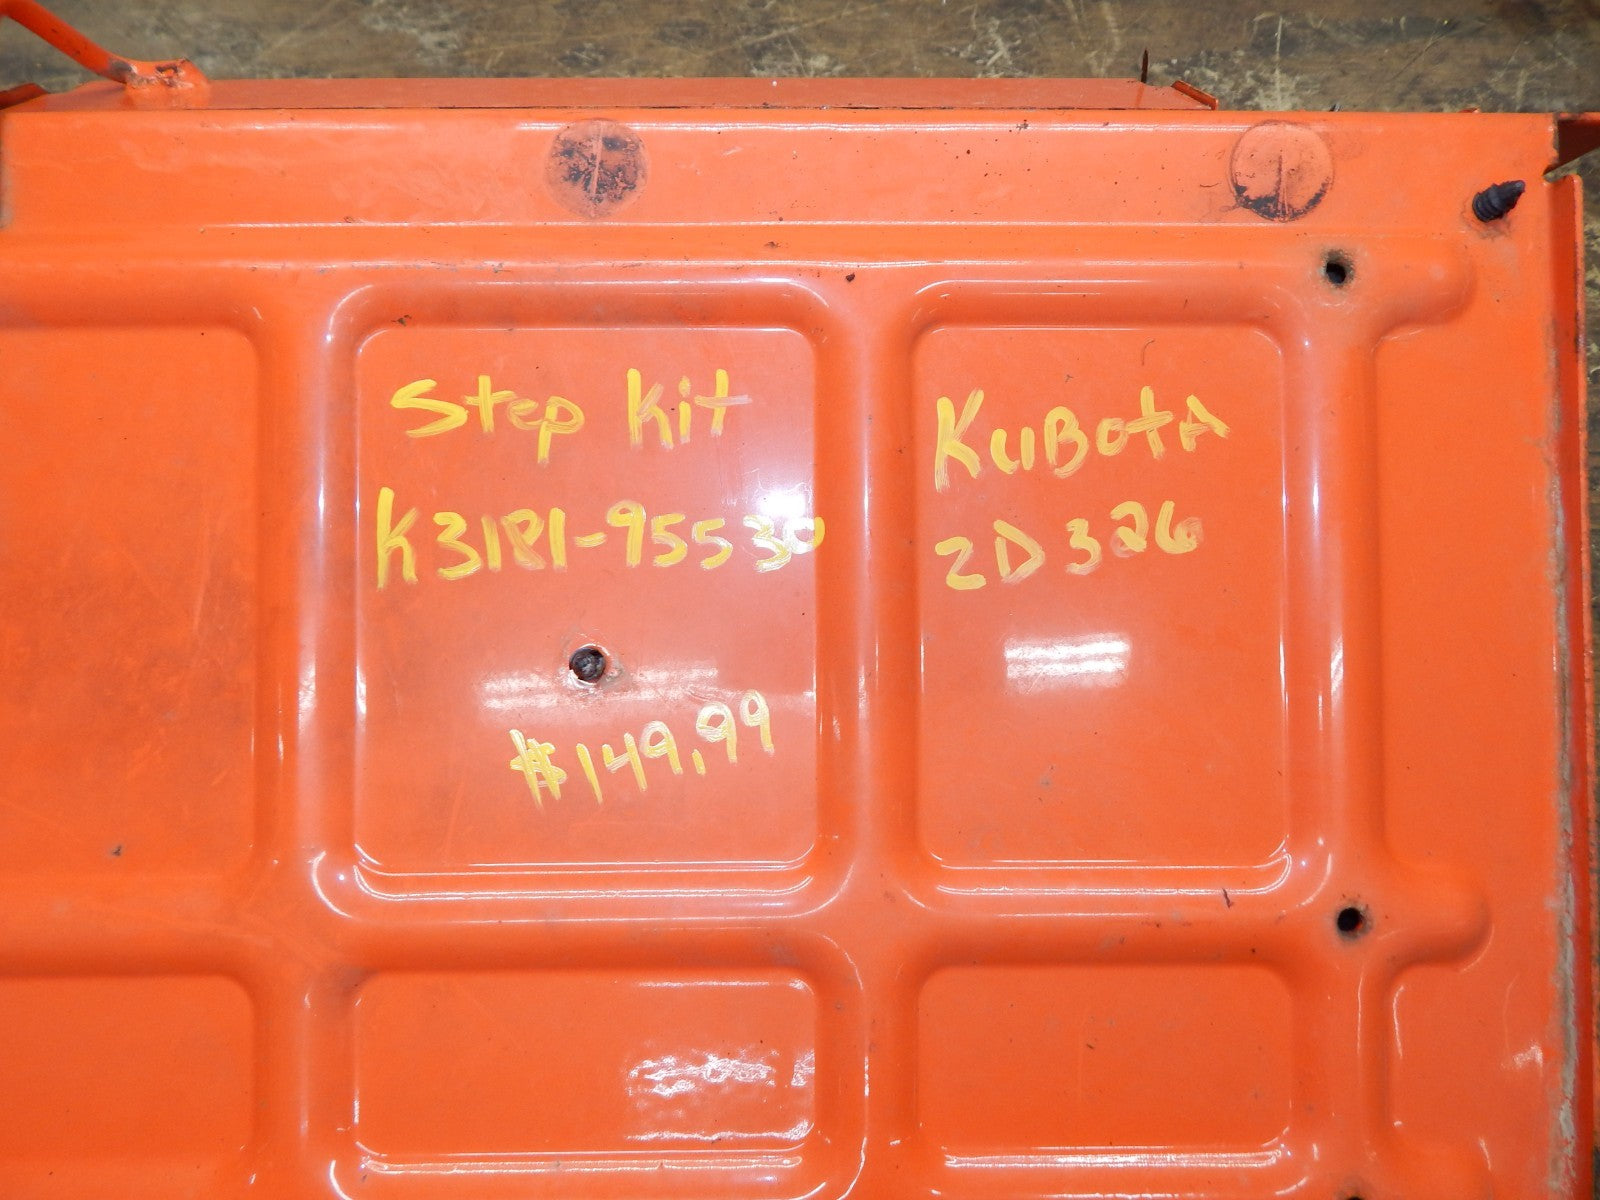 Step Kit
K3181-95530
$149.99
KUBOtA
ZD326